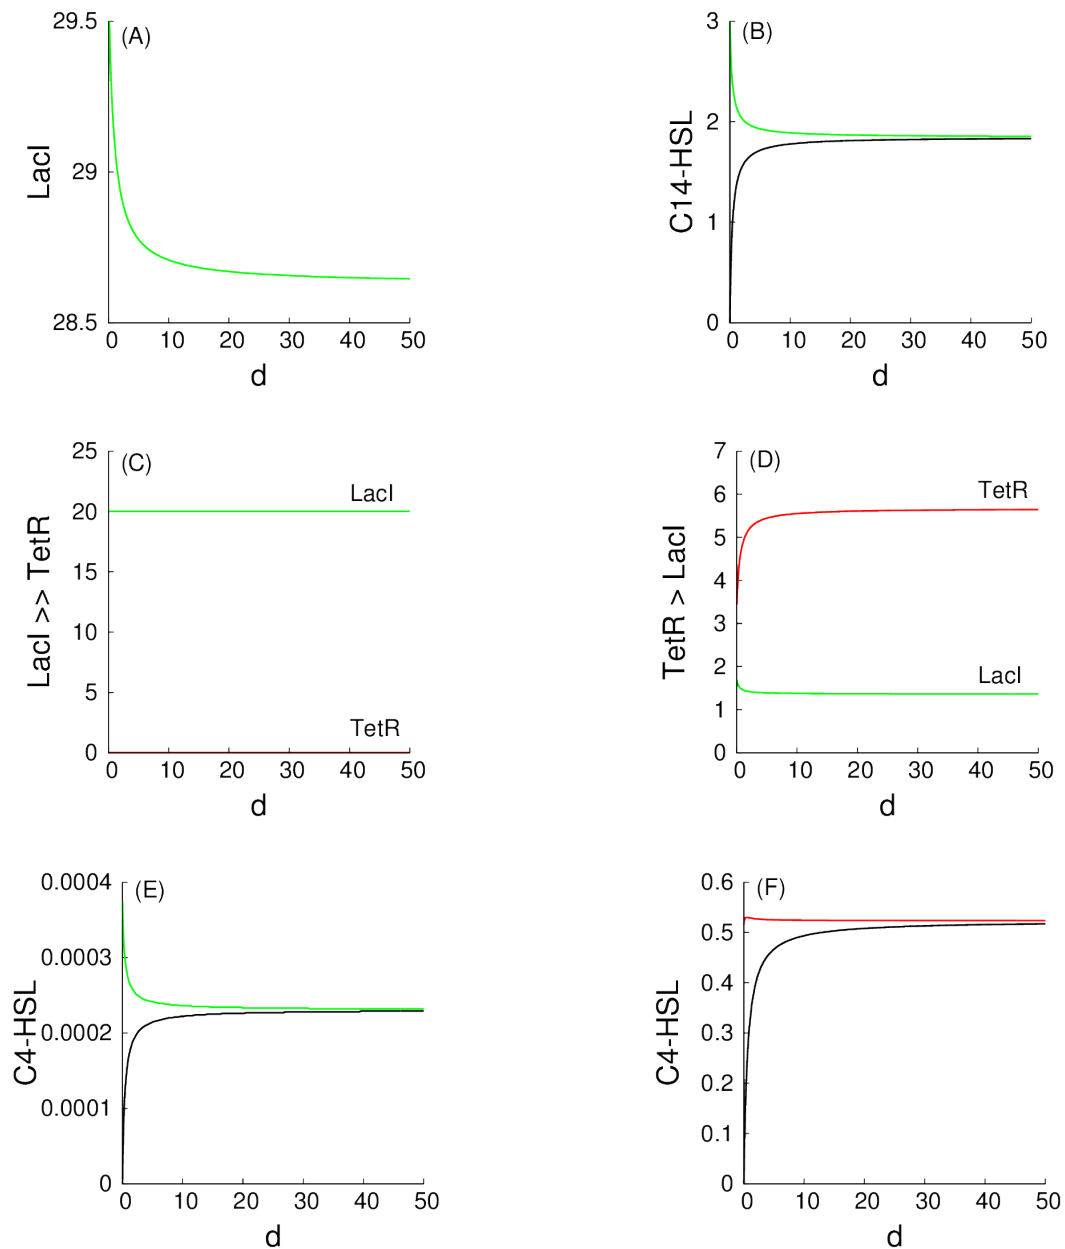 (A)
29.5
29
28.5
LacI
0 10 20 30 40 50
d
(B)
3
2
1
0
C14-HSL
0 10 20 30 40 50
d
(C)
25
20
15
10
5
0
LacI >> TetR
LacI
TetR
0 10 20 30 40 50
d
(D)
7
6
5
4
3
2
1
0
TetR > LacI
TetR
LacI
0 10 20 30 40 50
d
(E)
0.0004
0.0003
0.0002
0.0001
0
C4-HSL
0 10 20 30 40 50
d
(F)
0.6
0.5
0.4
0.3
0.2
0.1
0
C4-HSL
0 10 20 30 40 50
d